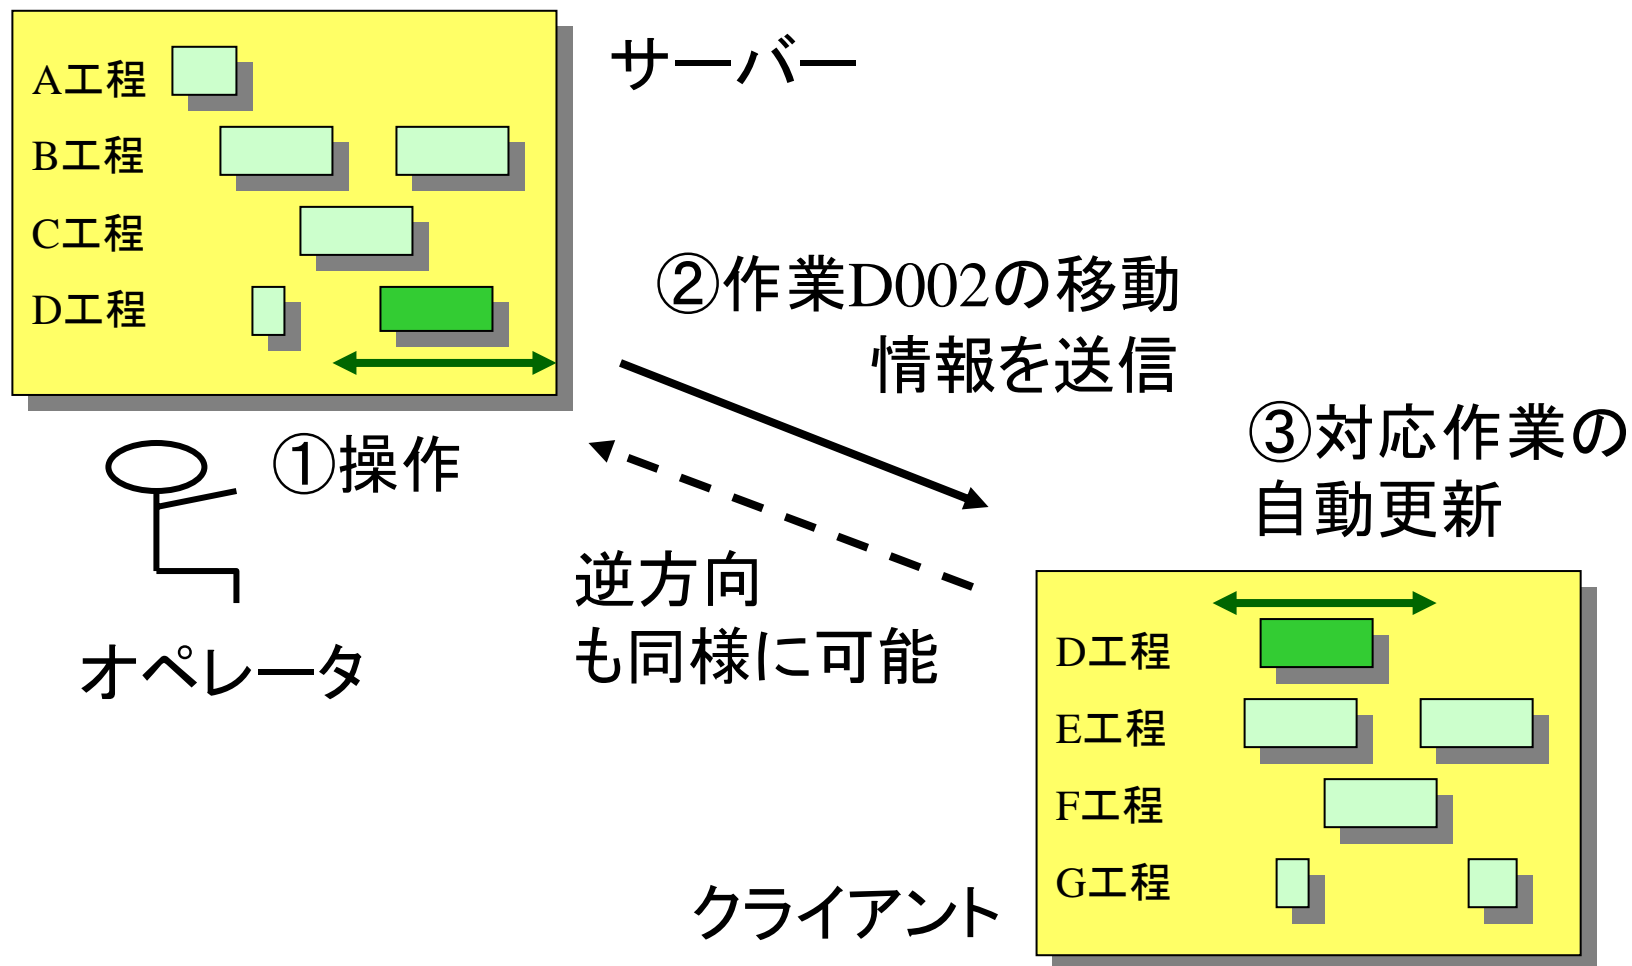 サーバー
A工程
B工程
C工程
D工程
②作業D002の移動
情報を送信
①操作
③対応作業の
自動更新
逆方向
も同様に可能
オペレータ
D工程
E工程
F工程
G工程
クライアント